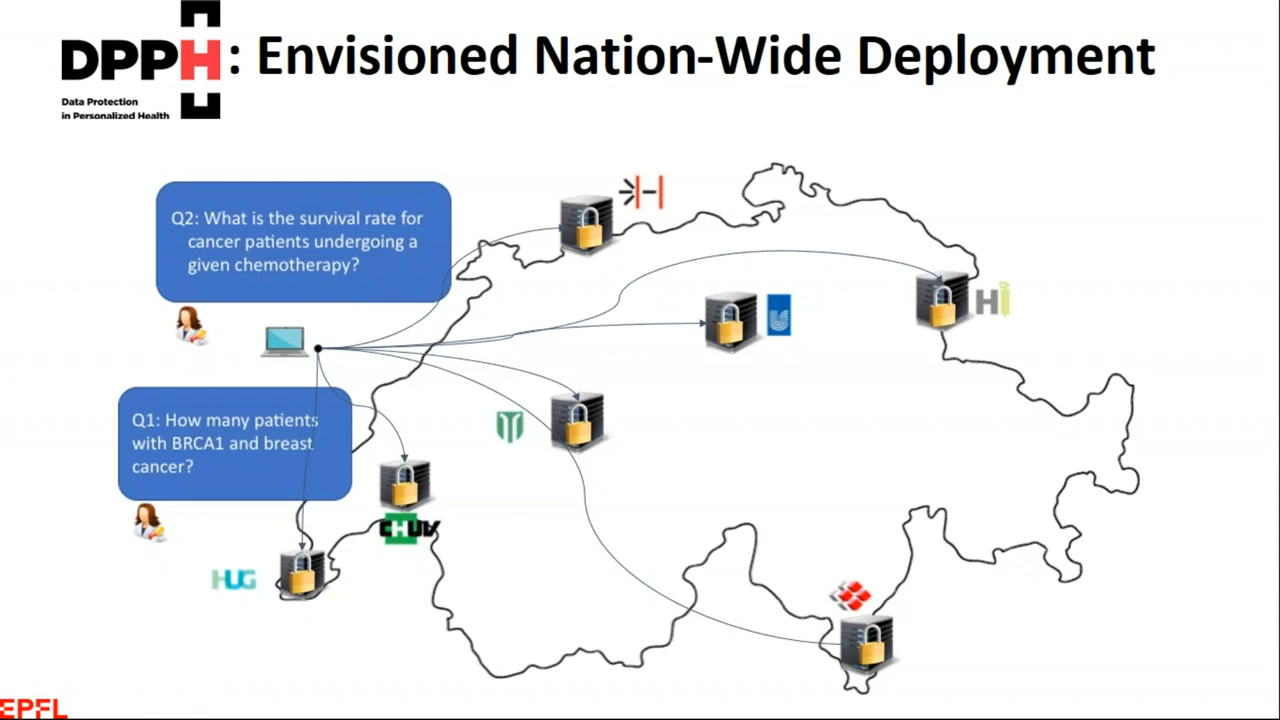 DPPH: Envisioned Nation-Wide Deployment
Data Protection
in Personalized Health
Q2: What is the survival rate for
cancer patients undergoing a
given chemotherapy?
Q1: How many patients
with BRCA1 and breast
cancer?
CHUV
HUG
EPFL